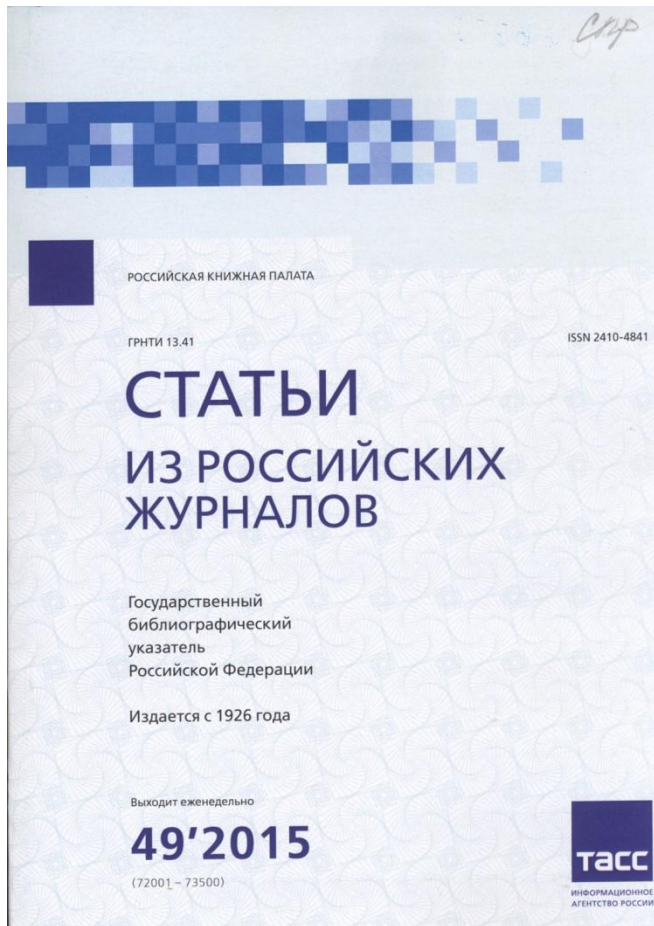 РОССИЙСКАЯ КНИЖНАЯ ПАЛАТА
ГРНТИ 13.41
ISSN 2410-4841
СТАТЬИ
ИЗ РОССИЙСКИХ
ЖУРНАЛОВ
Государственный
библиографический
указатель
Российской Федерации
Издается с 1926 года
Выходит еженедельно
49’2015
(72001 – 73500)
ТАСС
ИНФОРМАЦИОННОЕ
АГЕНТСТВО РОССИИ